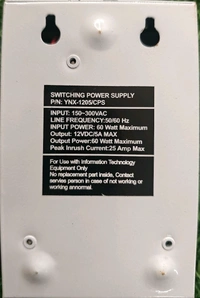 SWITCHING POWER SUPPLY
P/N: YNX-1205/CPS
INPUT: 150~300VAC
LINE FREQUENCY:50/60 Hz
INPUT POWER: 60 Watt Maximum
Output: 12VDC/5A MAX
Output Power:60 Watt Maximum
Peak Inrush Current:25 Amp Max
For Use with Information Technology
Equipment Only
No replacement part inside, Contact
service person in case of not working or
working annormal.